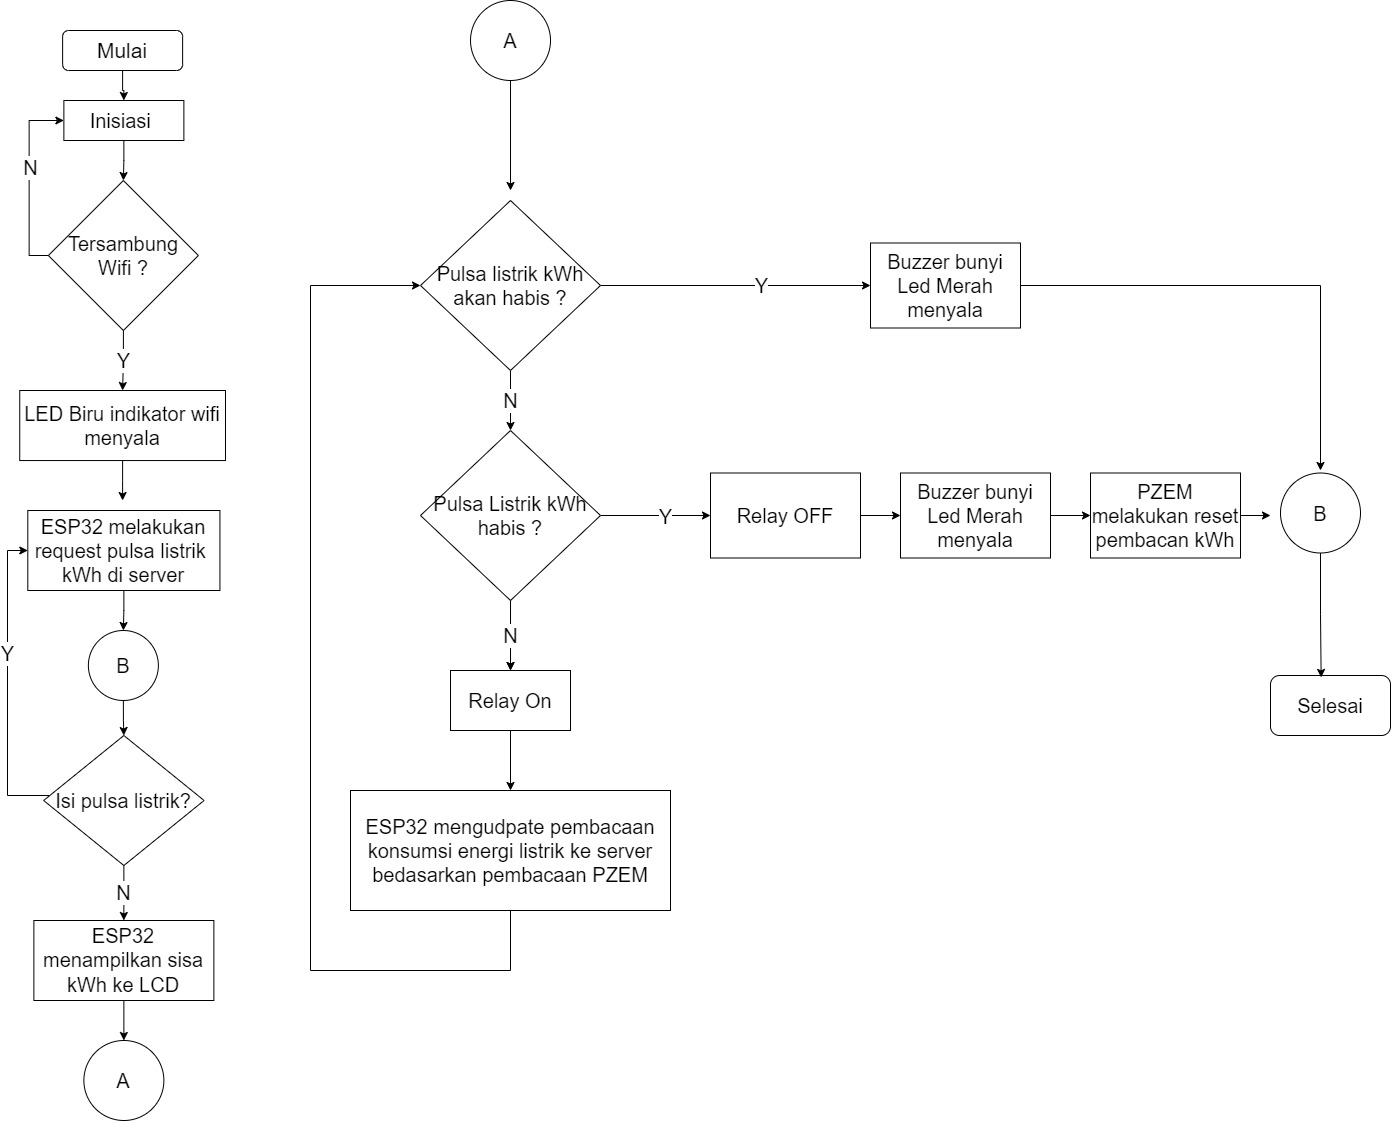 Mulai
Inisiasi
N
Tersambung
Wifi ?
Y
LED Biru indikator wifi
menyala
ESP32 melakukan
request pulsa listrik
kWh di server
Y
B
Isi pulsa listrik?
N
ESP32
menampilkan sisa
kWh ke LCD
A
A
Pulsa listrik kWh
akan habis ?
Y
Buzzer bunyi
Led Merah
menyala
N
Pulsa Listrik kWh
habis ?
Y
Relay OFF
Buzzer bunyi
Led Merah
menyala
PZEM
melakukan reset
pembacan kWh
B
N
Relay On
Selesai
ESP32 mengudpate pembacaan
konsumsi energi listrik ke server
bedasarkan pembacaan PZEM